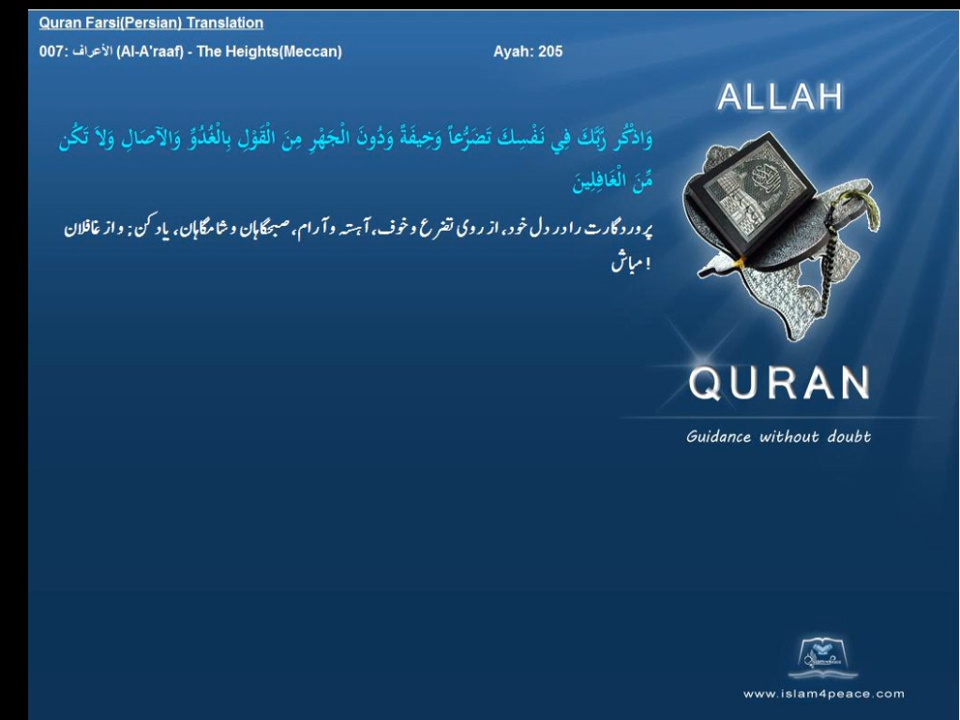 Quran Farsi(Persian) Translation
007: الأعراف (Al-A'raaf) - The Heights(Meccan) Ayah: 205
ALLAH
وَاذْكُر رَّبَّكَ فِي نَفْسِكَ تَضَرُّعاً وَخِيفَةً وَدُونَ الْجَهْرِ مِنَ الْقَوْلِ بِالْغُدُوِّ وَالآصَالِ وَلاَ تَكُن
مِّنَ الْغَافِلِينَ
پروردگارت را در دل خود، از روی تضرع و خوف، آهسته و آرام، صبحگاهان و شامگاهان، یاد کن; و از غافلان
مباش !
QURAN
Guidance without doubt
www.islam4peace.com